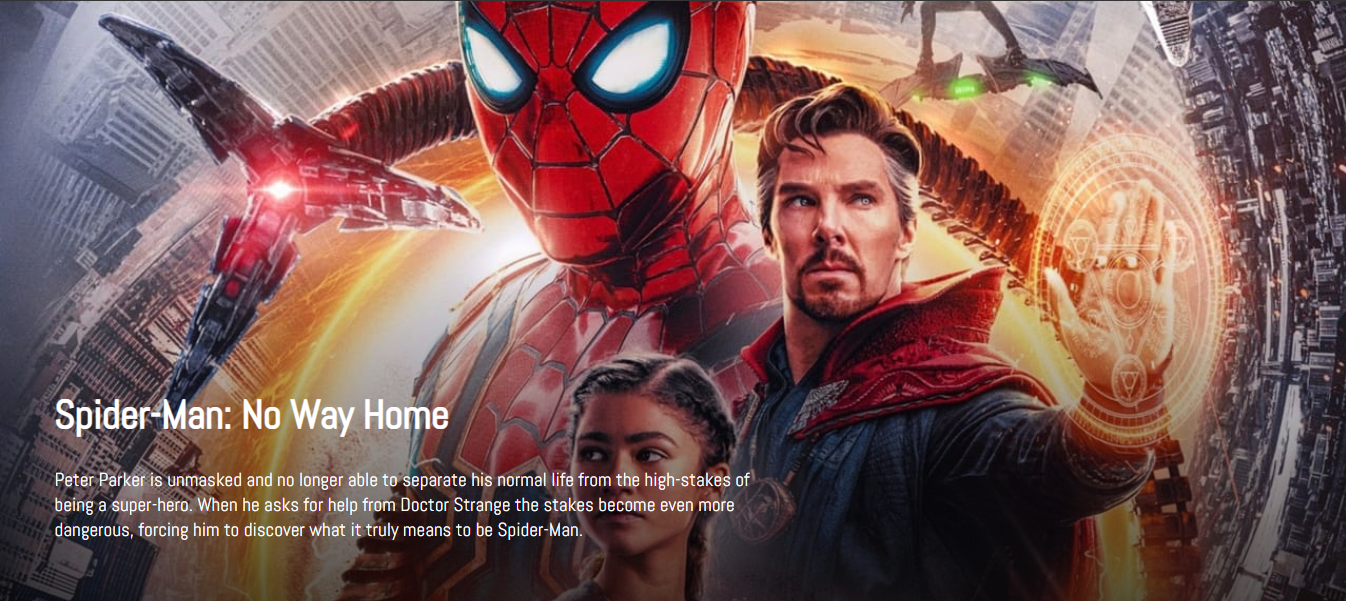 Spider-Man: No Way Home
Peter Parker is unmasked and no longer able to separate his normal life from the high-stakes of
being a super-hero. When he asks for help from Doctor Strange the stakes become even more
dangerous, forcing him to discover what it truly means to be Spider-Man.